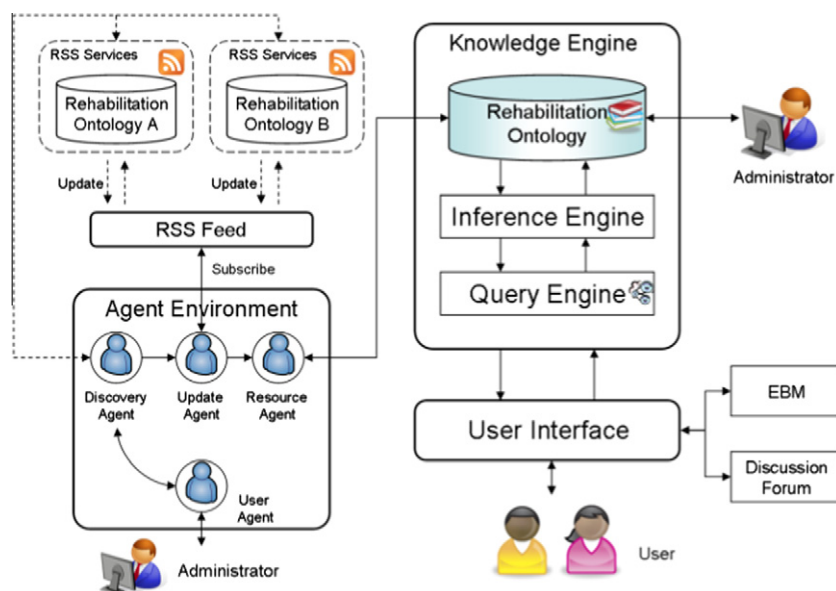 RSS Services
Rehabilitation
Ontology A
RSS Services
Rehabilitation
Ontology B
Update
Update
RSS Feed
Subscribe
Agent Environment
Discovery
Agent
Update
Agent
Resource
Agent
User
Agent
Administrator
Knowledge Engine
Rehabilitation
Ontology
Inference Engine
Query Engine
Administrator
User Interface
EBM
Discussion
Forum
User